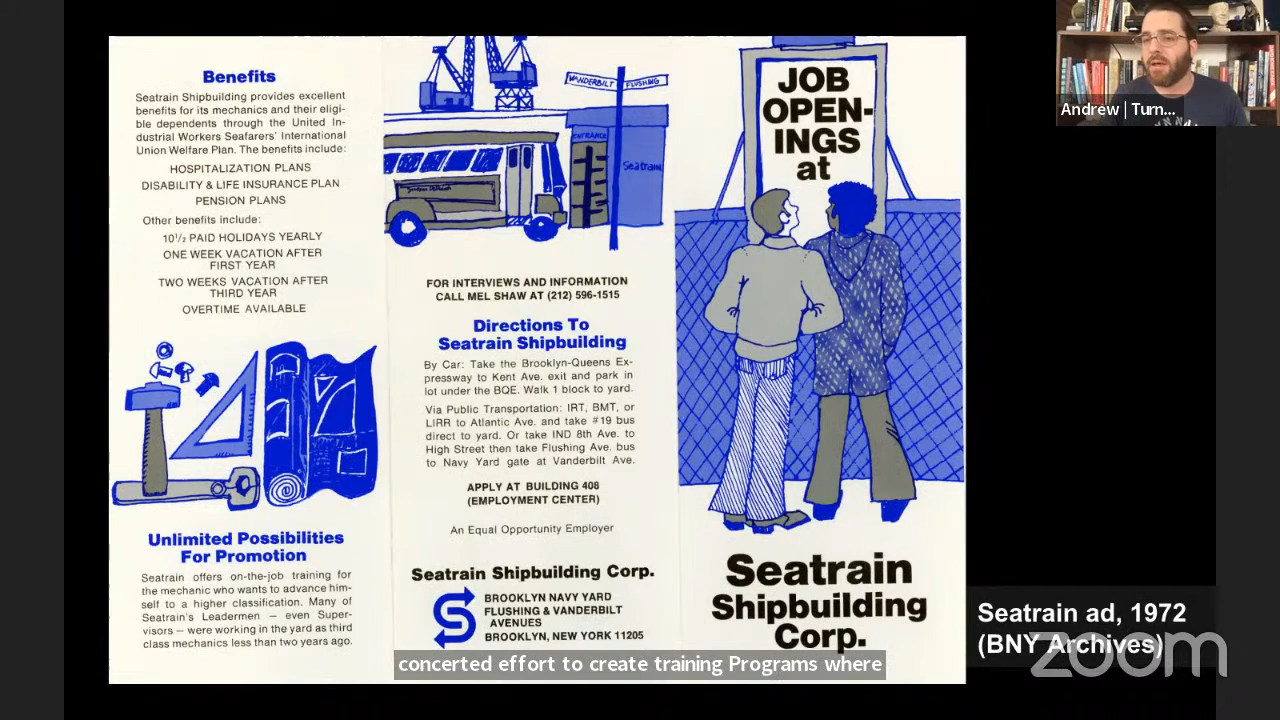 Benefits
Seatrain Shipbuilding provides excellent
benefits for its mechanics and their eligi-
ble dependents through the United In-
dustrial Workers Seafarers' International
Union Welfare Plan. The benefits include:
HOSPITALIZATION PLANS
DISABILITY & LIFE INSURANCE PLAN
PENSION PLANS
Other benefits include:
10½ PAID HOLIDAYS YEARLY
ONE WEEK VACATION AFTER
FIRST YEAR
TWO WEEKS VACATION AFTER
THIRD YEAR
OVERTIME AVAILABLE
Unlimited Possibilities
For Promotion
Seatrain offers on-the-job training for
the mechanic who wants to advance him-
self to a higher classification. Many of
Seatrain's Leadermen — even Super-
visors — were working in the yard as third
class mechanics less than two years ago.
VANDERBILT
FLUSHING
ENTRANCE
Seatrain
FOR INTERVIEWS AND INFORMATION
CALL MEL SHAW AT (212) 596-1515
Directions To
Seatrain Shipbuilding
By Car: Take the Brooklyn-Queens Ex-
pressway to Kent Ave. exit and park in
lot under the BQE. Walk 1 block to yard.
Via Public Transportation: IRT, BMT, or
LIRR to Atlantic Ave. and take #19 bus
direct to yard. Or take IND 8th Ave. to
High Street then take Flushing Ave. bus
to Navy Yard gate at Vanderbilt Ave.
APPLY AT BUILDING 408
(EMPLOYMENT CENTER)
An Equal Opportunity Employer
Seatrain Shipbuilding Corp.
BROOKLYN NAVY YARD
FLUSHING & VANDERBILT
AVENUES
BROOKLYN, NEW YORK 11205
JOB
OPEN-
INGS
at
Seatrain
Shipbuilding
Corp.
Andrew | Turn...
Seatrain ad, 1972
(BNY Archives)
zoom
concerted effort to create training Programs where